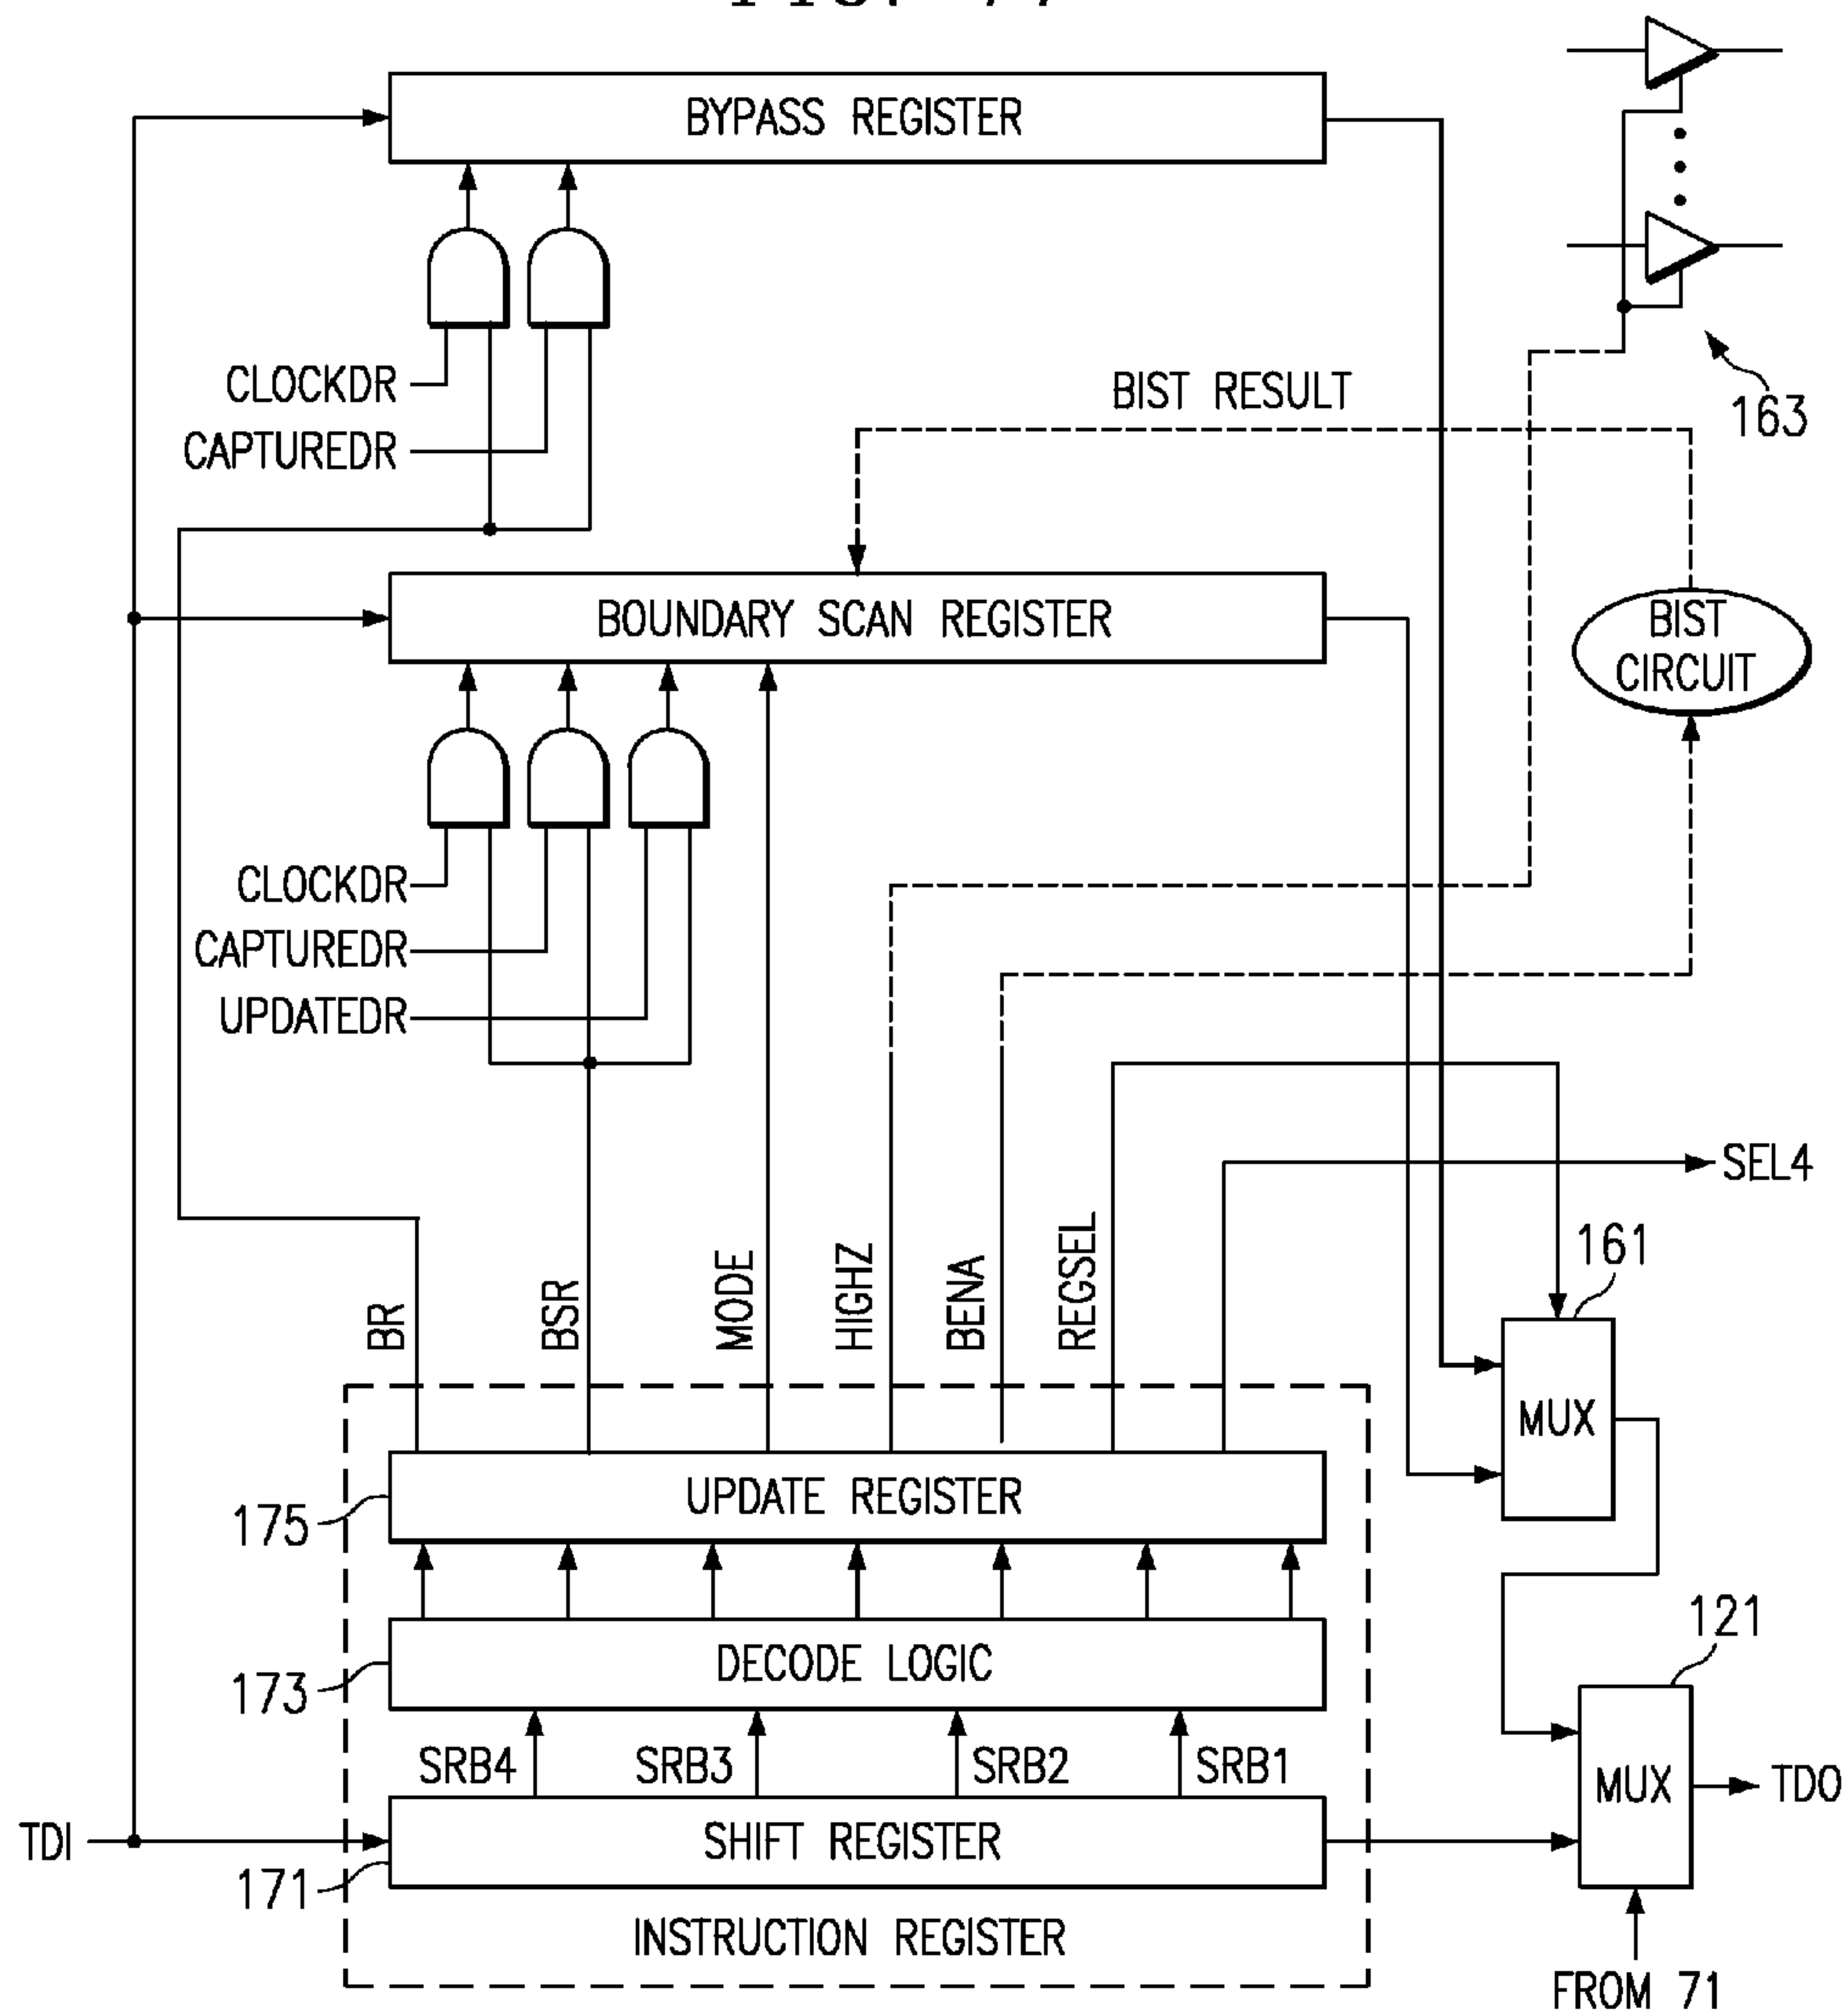 BYPASS REGISTER
CLOCKDR
CAPTUREDR
BIST RESULT
163
BOUNDARY SCAN REGISTER
BIST
CIRCUIT
CLOCKDR
CAPTUREDR
UPDATEDR
SEL4
161
BR
BSR
MODE
HIGHZ
BENA
REGSEL
MUX
UPDATE REGISTER
175
121
DECODE LOGIC
173
SRB4
SRB3
SRB2
SRB1
MUX
TDO
TDI
SHIFT REGISTER
171
INSTRUCTION REGISTER
FROM 71